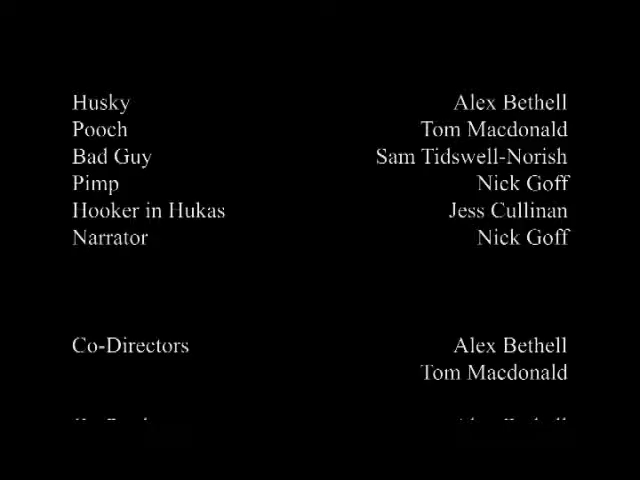 Husky Alex Bethell
Pooch Tom Macdonald
Bad Guy Sam Tidswell-Norish
Pimp Nick Goff
Hooker in Hukas Jess Cullinan
Narrator Nick Goff
Co-Directors Alex Bethell
Tom Macdonald